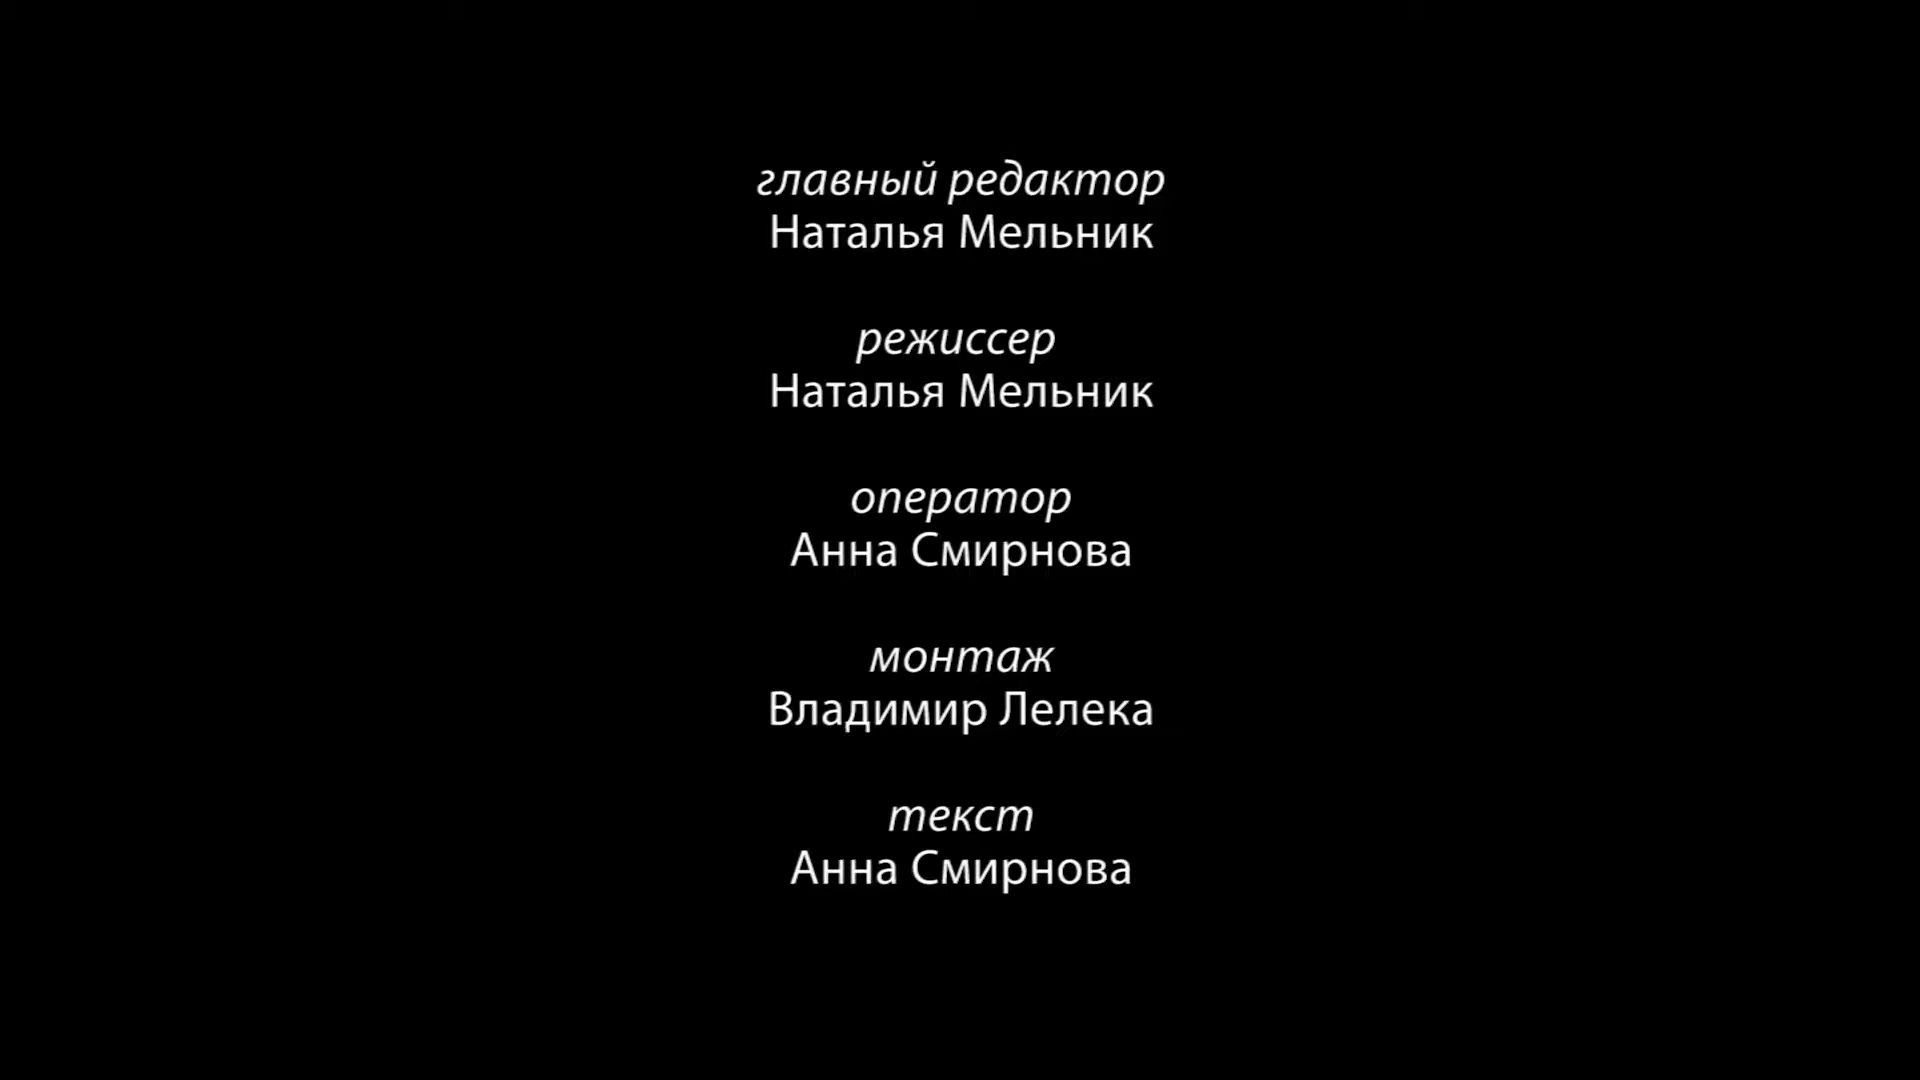 главный редактор
Наталья Мельник
режиссер
Наталья Мельник
оператор
Анна Смирнова
монтаж
Владимир Лелека
текст
Анна Смирнова